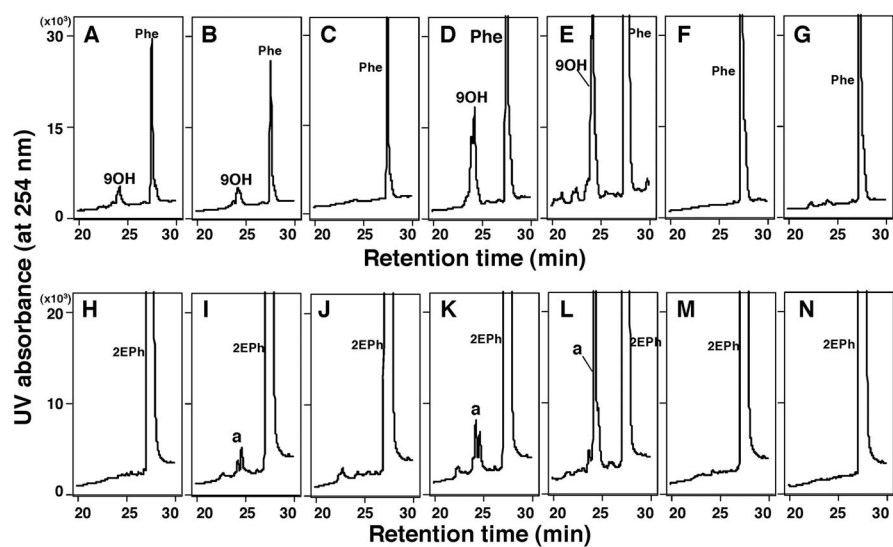 (x10³)
A B C D E F G
Phe Phe Phe Phe Phe Phe Phe
9OH 9OH 9OH 9OH
30
15
0
20 25 30 20 25 30 20 25 30 20 25 30 20 25 30 20 25 30 20 25 30
Retention time (min)
UV absorbance (at 254 nm)
(x10³)
H I J K L M N
2EPh 2EPh 2EPh 2EPh 2EPh 2EPh 2EPh
a a a
20
10
0
20 25 30 20 25 30 20 25 30 20 25 30 20 25 30 20 25 30 20 25 30
Retention time (min)